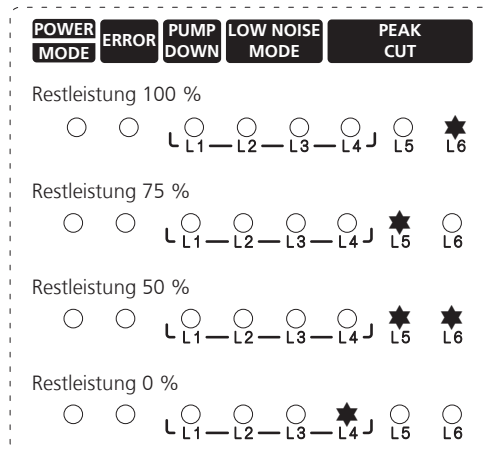 POWER MODE ERROR PUMP DOWN LOW NOISE MODE PEAK CUT
Restleistung 100 %
L1 L2 L3 L4 L5 L6
Restleistung 75 %
L1 L2 L3 L4 L5 L6
Restleistung 50 %
L1 L2 L3 L4 L5 L6
Restleistung 0 %
L1 L2 L3 L4 L5 L6